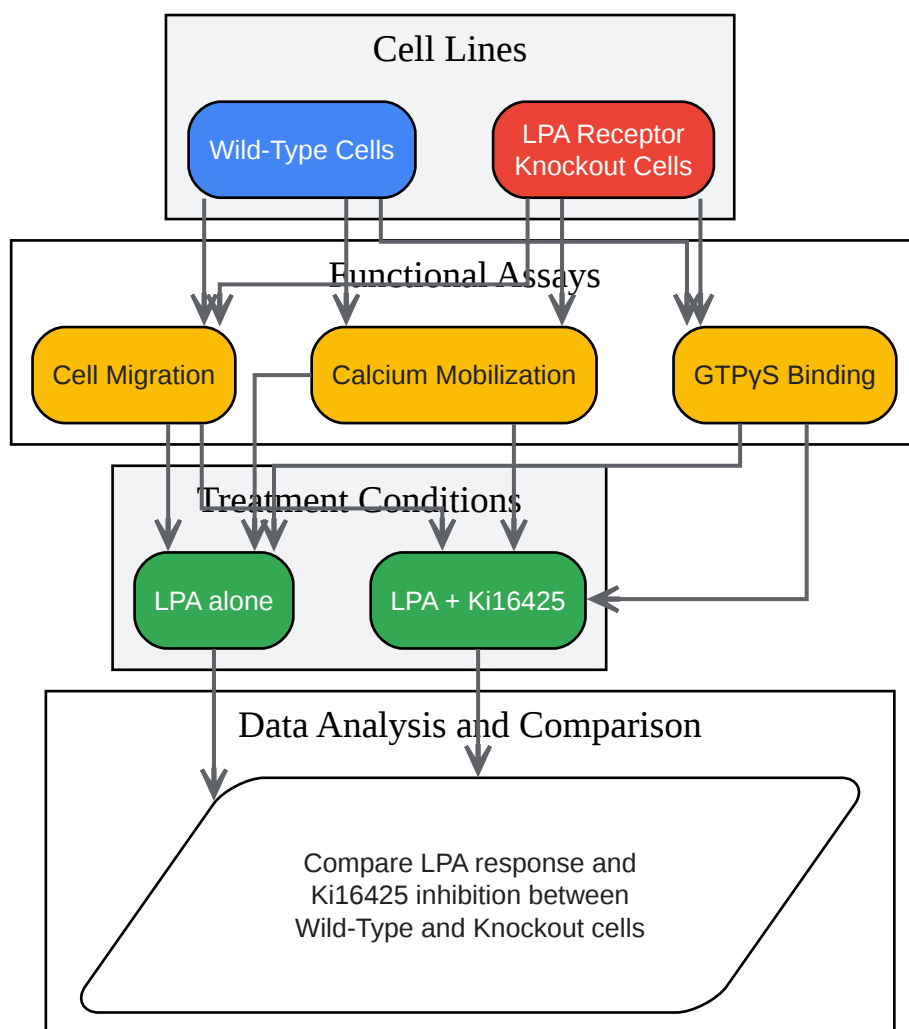 Cell Lines
Wild-Type Cells
LPA Receptor
Knockout Cells
Functional Assays
Cell Migration
Calcium Mobilization
GTPγS Binding
Treatment Conditions
LPA alone
LPA + Ki16425
Data Analysis and Comparison
Compare LPA response and
Ki16425 inhibition between
Wild-Type and Knockout cells